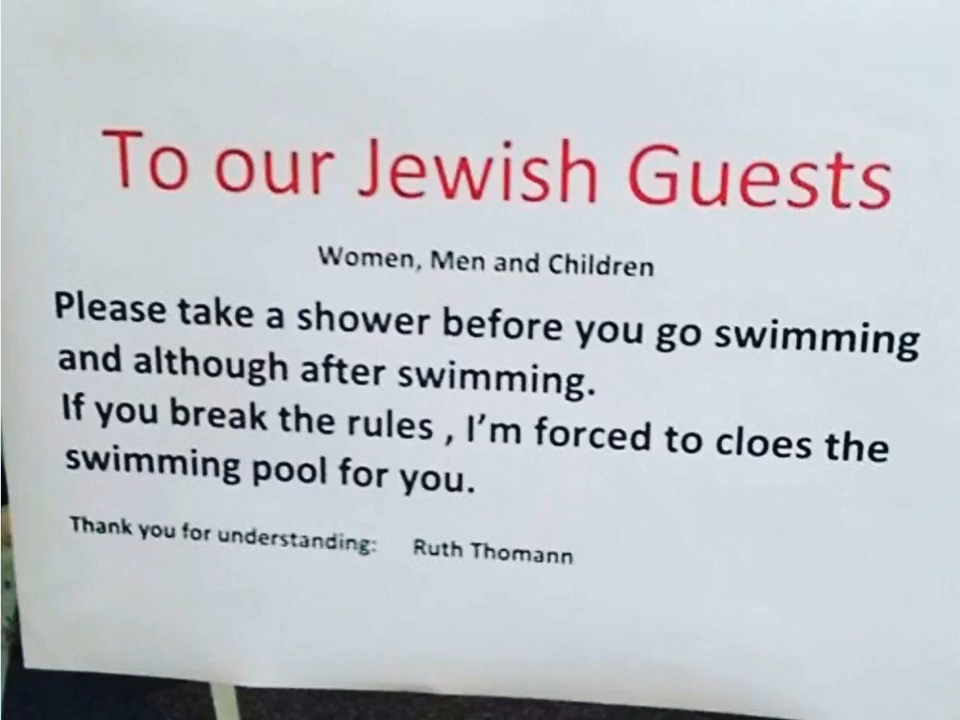 To our Jewish Guests
Women, Men and Children
Please take a shower before you go swimming
and although after swimming.
If you break the rules , I'm forced to cloes the
swimming pool for you.
Thank you for understanding: Ruth Thomann